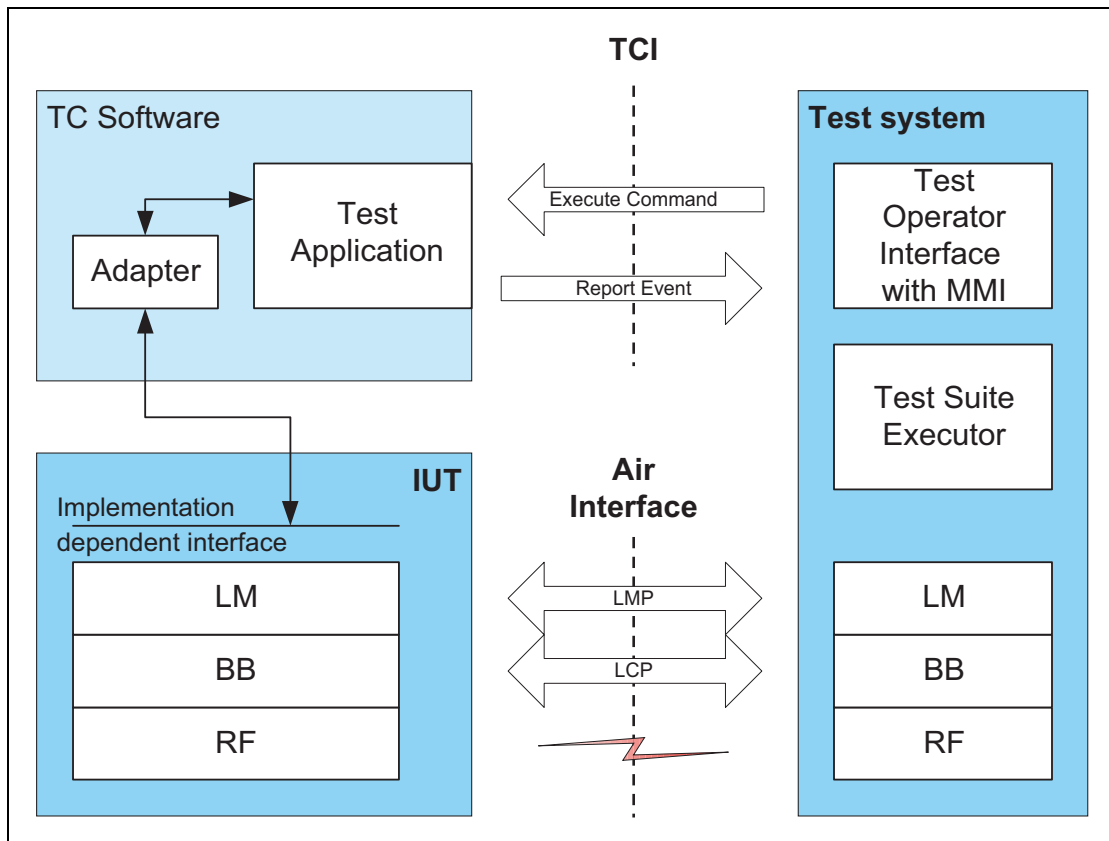 TCI
TC Software
Test
Application
Adapter
Execute Command
Report Event
Test system
Test
Operator
Interface
with MMI
Test Suite
Executor
IUT
Implementation
dependent interface
LM
BB
RF
Air
Interface
LMP
LCP
LM
BB
RF